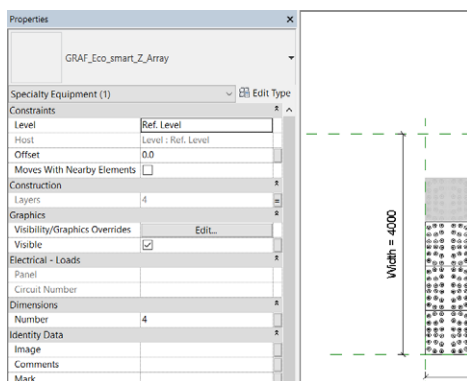 Properties
GRAF_Eco_smart_Z_Array
Specialty Equipment (1) Edit Type
Constraints
Level Ref. Level
Host Level : Ref. Level
Offset 0.0
Moves With Nearby Elements
Construction
Layers 4 =
Graphics
Visibility/Graphics Overrides Edit...
Visible
Electrical - Loads
Panel
Circuit Number
Dimensions
Number 4
Identity Data
Image
Comments
Mark
Width = 4000